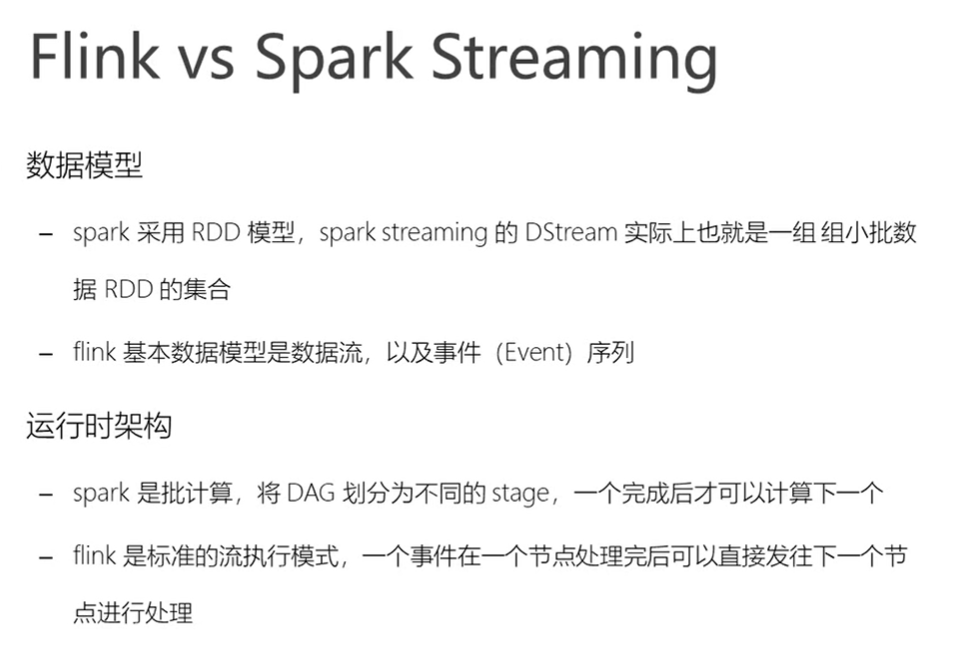 Flink vs Spark Streaming
数据模型
– spark 采用 RDD 模型，spark streaming 的 DStream 实际上也就是一组 组小批数
据 RDD 的集合
– flink 基本数据模型是数据流，以及事件（Event）序列
运行时架构
– spark 是批计算，将 DAG 划分为不同的 stage，一个完成后才可以计算下一个
– flink 是标准的流执行模式，一个事件在一个节点处理完后可以直接发往下一个节
点进行处理